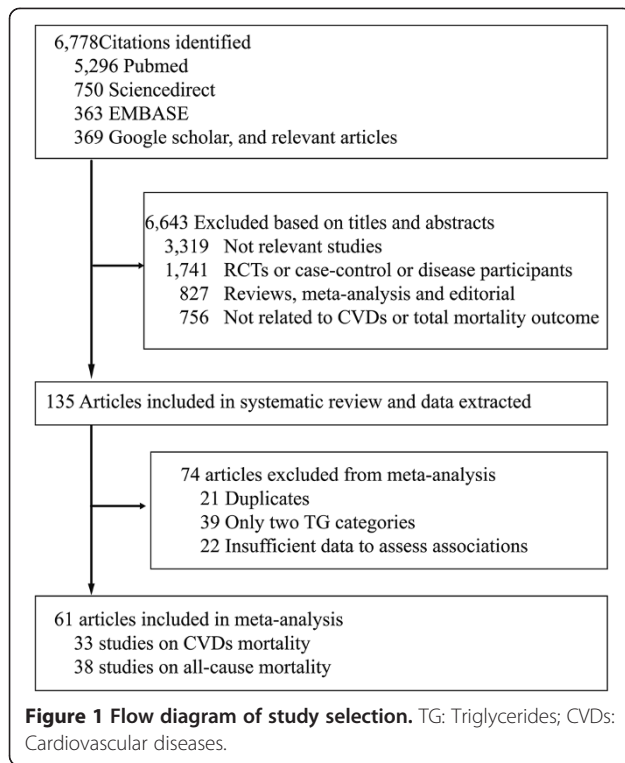 6,778Citations identified
5,296 Pubmed
750 Sciencedirect
363 EMBASE
369 Google scholar, and relevant articles
6,643 Excluded based on titles and abstracts
3,319 Not relevant studies
1,741 RCTs or case-control or disease participants
827 Reviews, meta-analysis and editorial
756 Not related to CVDs or total mortality outcome
135 Articles included in systematic review and data extracted
74 articles excluded from meta-analysis
21 Duplicates
39 Only two TG categories
22 Insufficient data to assess associations
61 articles included in meta-analysis
33 studies on CVDs mortality
38 studies on all-cause mortality
Figure 1 Flow diagram of study selection. TG: Triglycerides; CVDs:
Cardiovascular diseases.